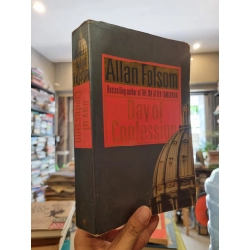 Allan Folsom
Bestselling author of THE DAY AFTER TOMORROW
Day of
Confession